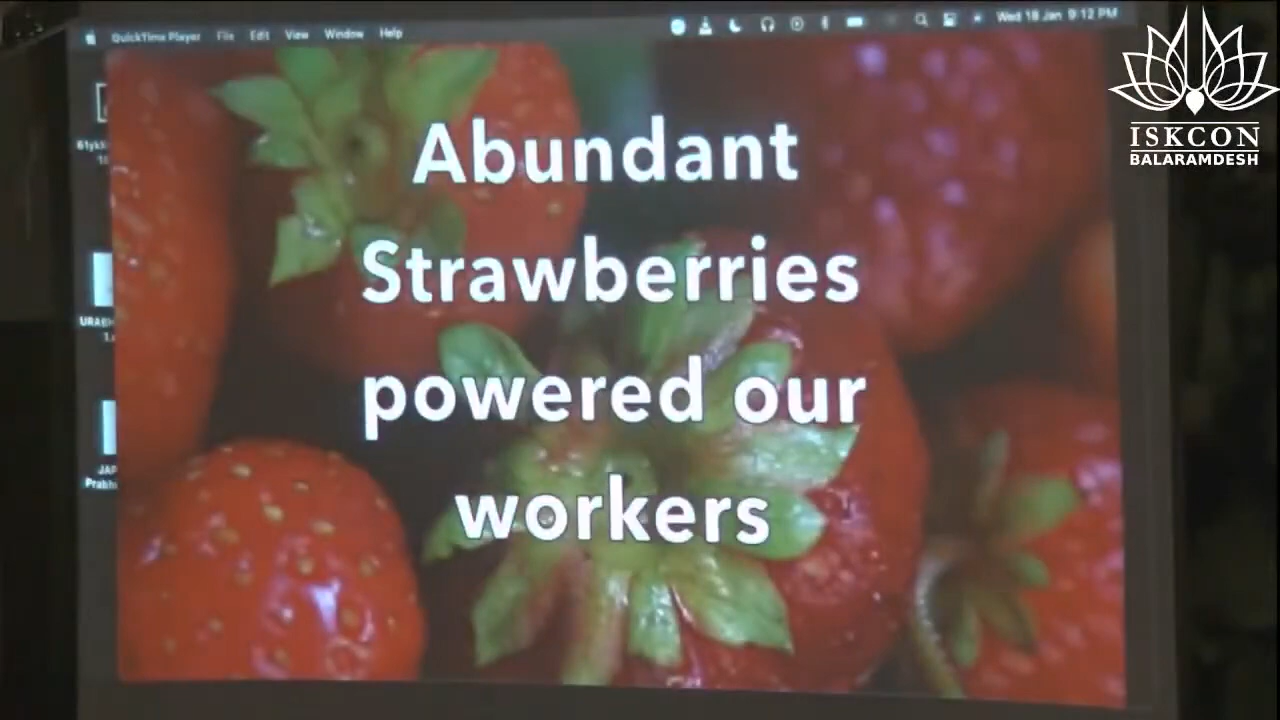 QuickTime Player File Edit View Window Help
Wed 18 Jan 9:12 PM
ISKCON
BALARAMDESH
Abundant
Strawberries
powered our
workers